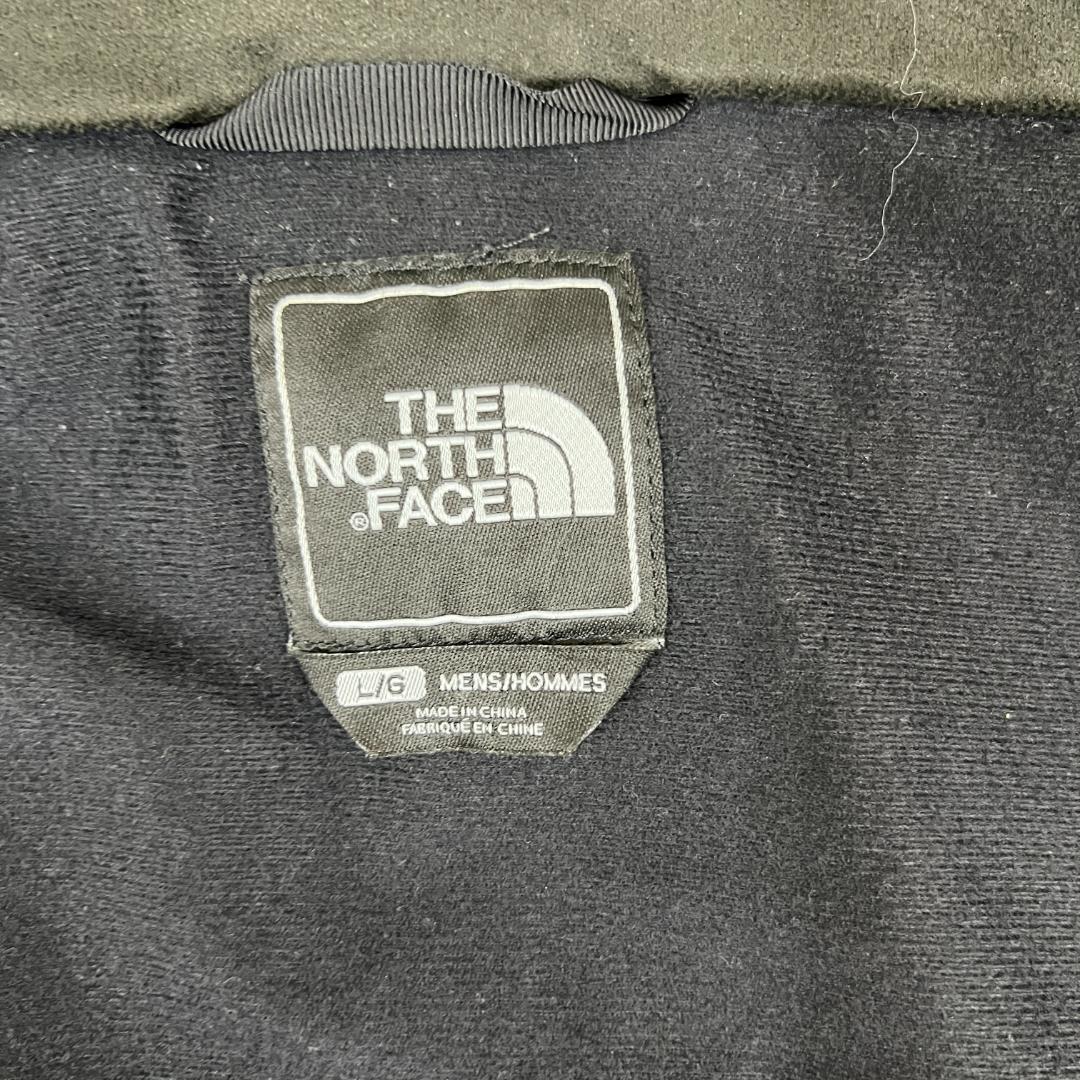 THE
NORTH
®FACE
L/G MENS/HOMMES
MADE IN CHINA
FABRIQUÉ EN CHINE